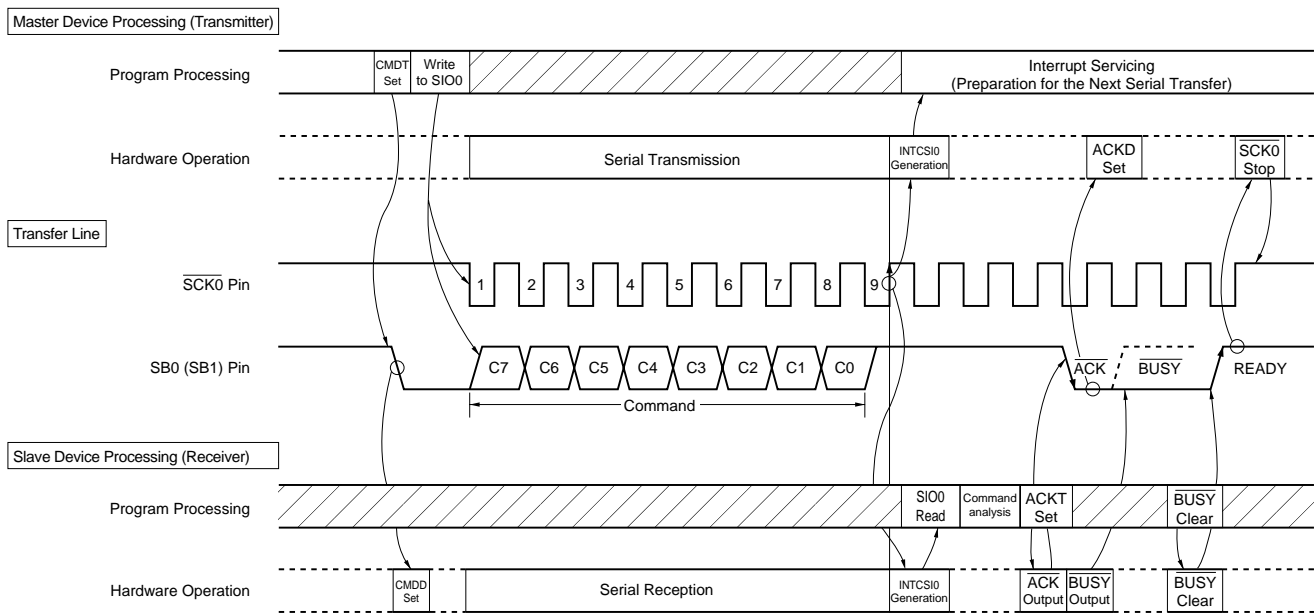 Master Device Processing (Transmitter)
Program Processing
CMDT
Set
Write
to SIO0
Interrupt Servicing
(Preparation for the Next Serial Transfer)
Hardware Operation
Serial Transmission
INTCSI0
Generation
ACKD
Set
SCK0
Stop
Transfer Line
SCK0 Pin
1 2 3 4 5 6 7 8 9
SB0 (SB1) Pin
C7 C6 C5 C4 C3 C2 C1 C0
ACK
BUSY
READY
Command
Slave Device Processing (Receiver)
Program Processing
SIO0
Read
Command
analysis
ACKT
Set
BUSY
Clear
Hardware Operation
CMDD
Set
Serial Reception
INTCSI0
Generation
ACK
Output
BUSY
Output
BUSY
Clear